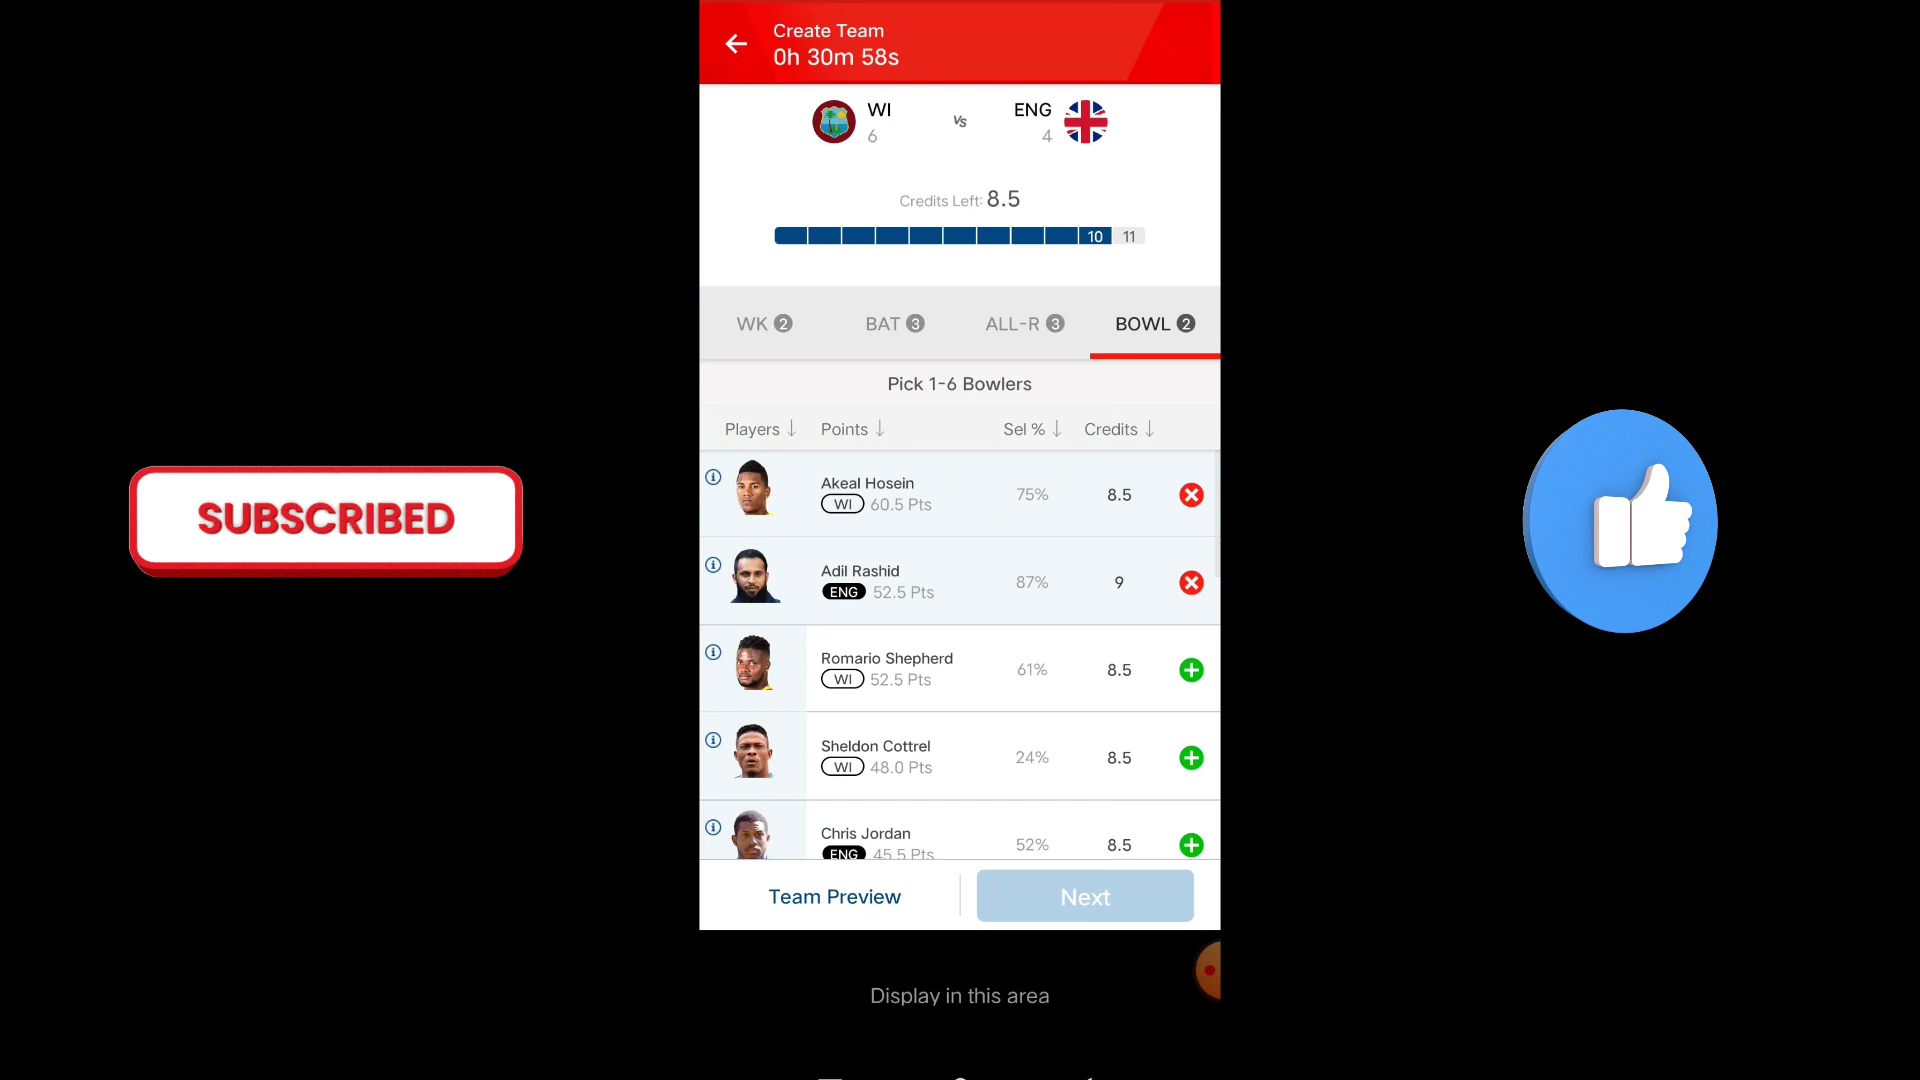 Create Team
0h 30m 58s
WI vs ENG
6 4
Credits Left: 8.5
10 11
WK 2 BAT 3 ALL-R 3 BOWL 2
Pick 1-6 Bowlers
Players Points Sel % Credits
Akeal Hosein
WI 60.5 Pts 75% 8.5
Adil Rashid
ENG 52.5 Pts 87% 9
Romario Shepherd
WI 52.5 Pts 61% 8.5
Sheldon Cottrel
WI 48.0 Pts 24% 8.5
Chris Jordan
ENG 45.5 Pts 52% 8.5
Team Preview Next
Display in this area
SUBSCRIBED